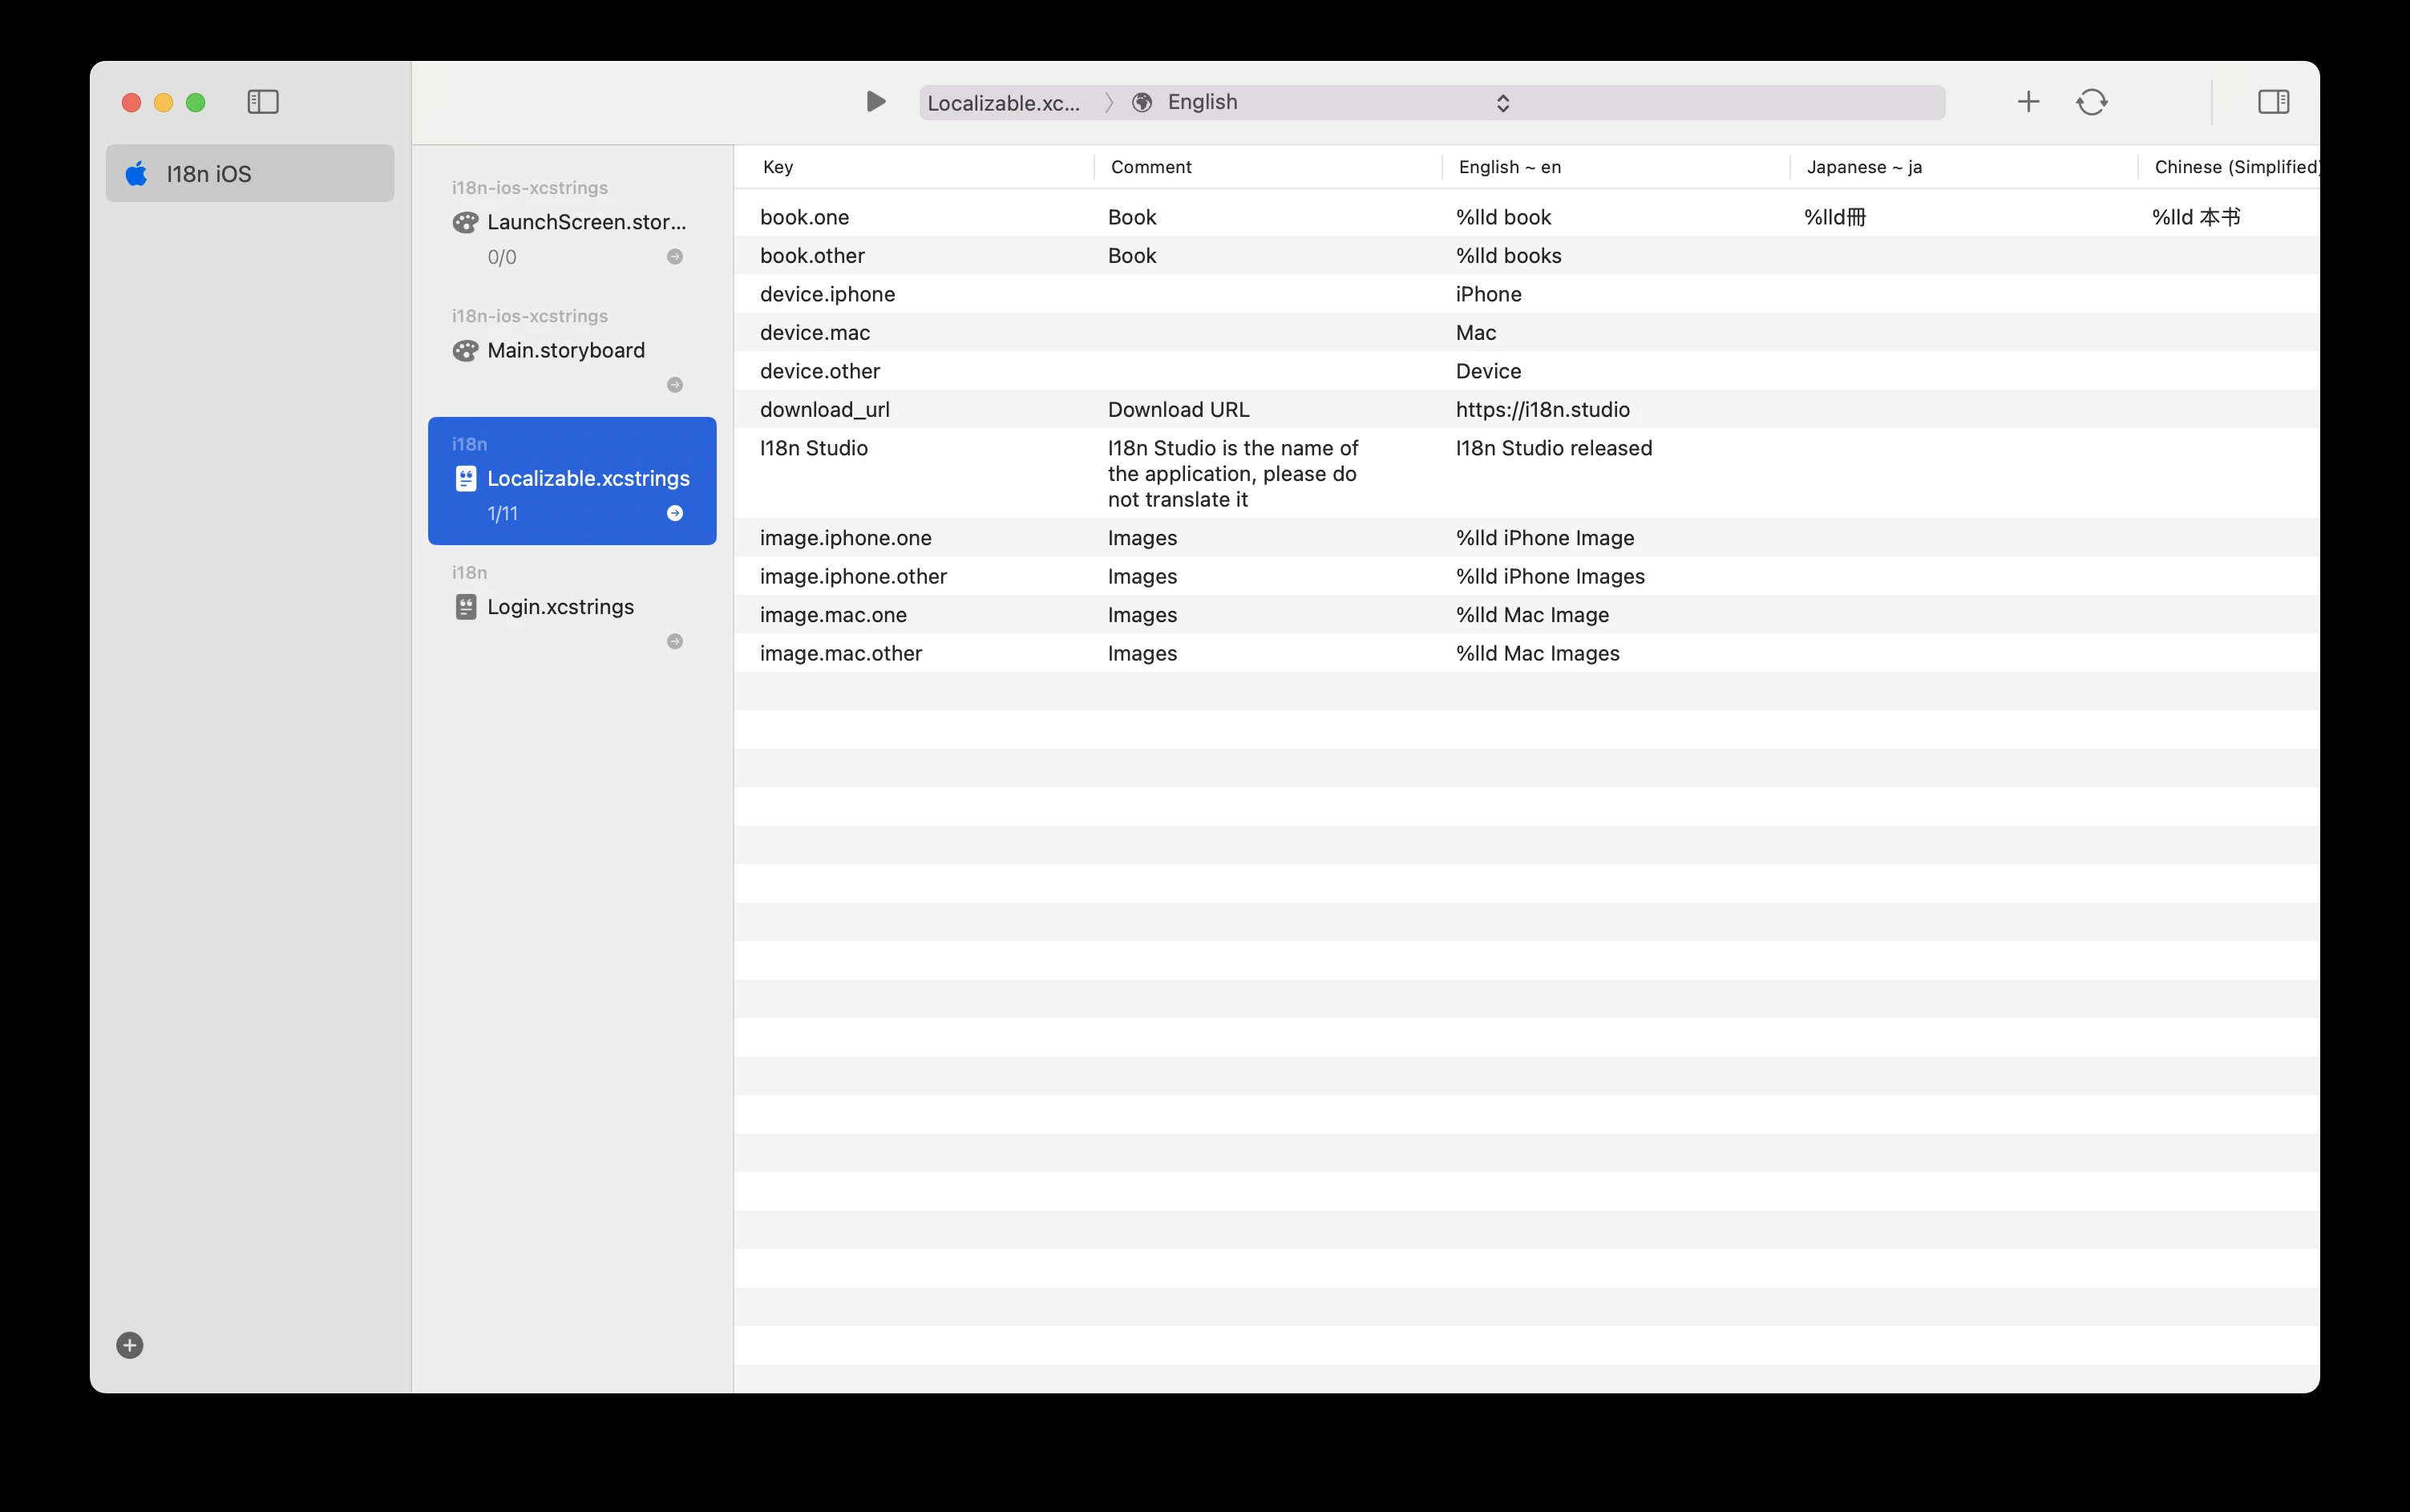 Localizable.xc... 〉 English
I18n iOS
i18n-ios-xcstrings
LaunchScreen.stor...
0/0
i18n-ios-xcstrings
Main.storyboard
i18n
Localizable.xcstrings
1/11
i18n
Login.xcstrings
Key Comment English ~ en Japanese ~ ja Chinese (Simplified)
book.one Book %lld book %lld冊 %lld 本书
book.other Book %lld books
device.iphone iPhone
device.mac Mac
device.other Device
download_url Download URL https://i18n.studio
I18n Studio I18n Studio is the name of I18n Studio released
the application, please do
not translate it
image.iphone.one Images %lld iPhone Image
image.iphone.other Images %lld iPhone Images
image.mac.one Images %lld Mac Image
image.mac.other Images %lld Mac Images